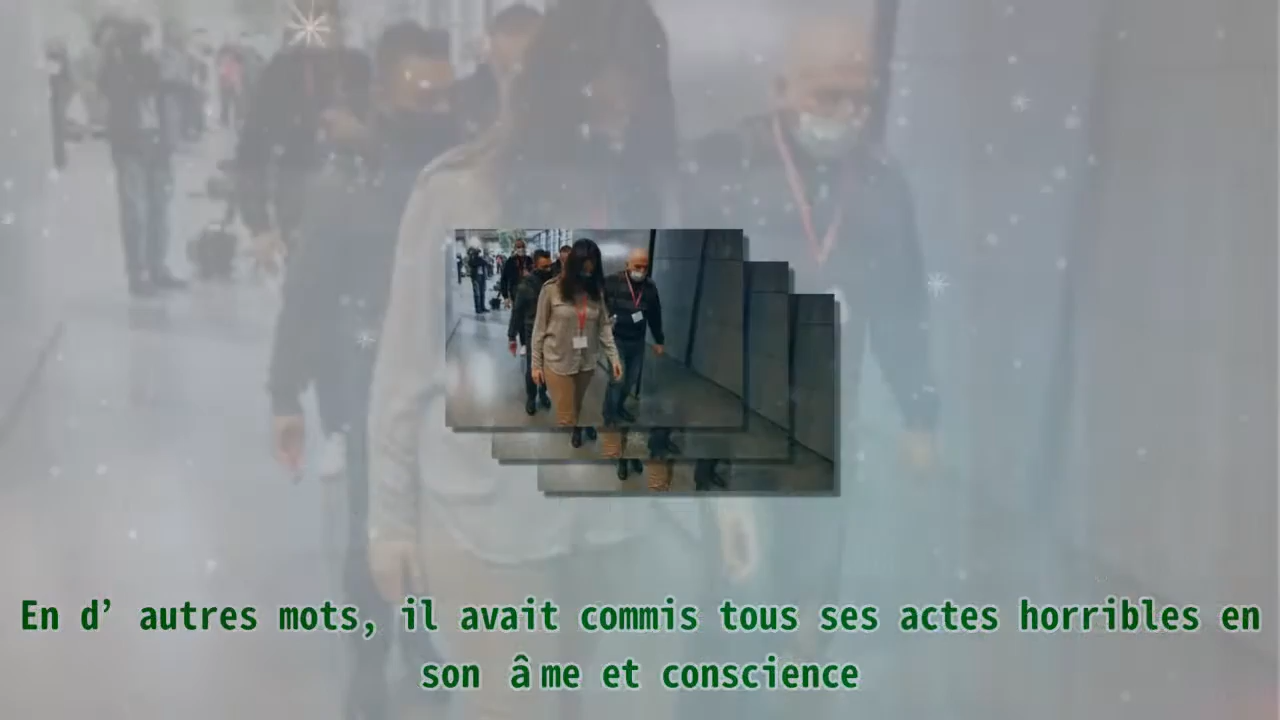 En d’ autres mots, il avait commis tous ses actes horribles en
son âme et conscience